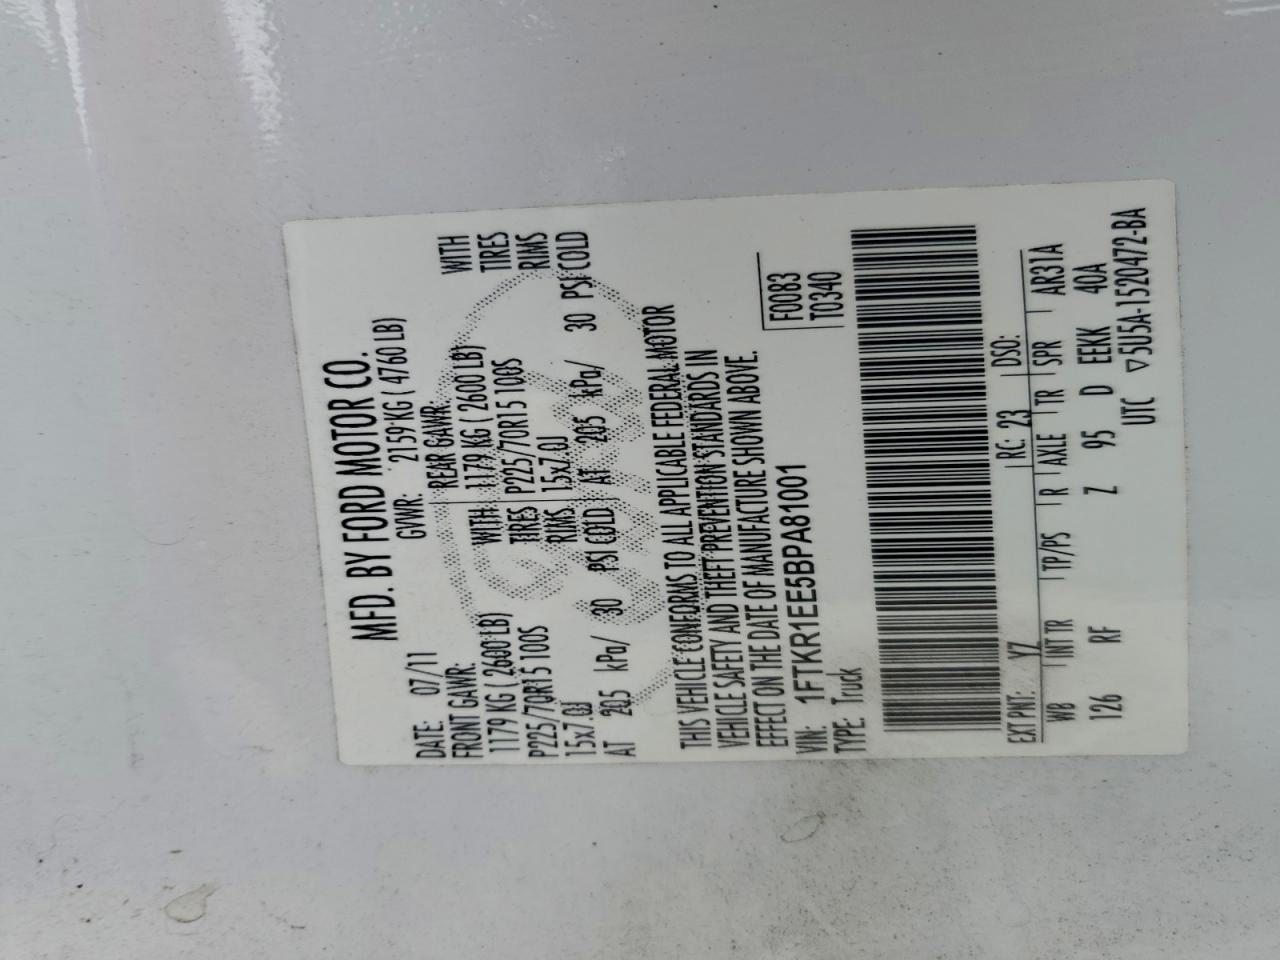 MFD. BY FORD MOTOR CO.
DATE: 07/11 GVWR: 2159 KG ( 4760 LB)
FRONT GAWR: REAR GAWR:
1179 KG ( 2600 LB) WITH 1179 KG ( 2600 LB) WITH
P225/70R15 100S TIRES P225/70R15 100S TIRES
15x7.0J RIMS 15x7.0J RIMS
AT 205 kPa/ 30 PSI COLD AT 205 kPa/ 30 PSI COLD
THIS VEHICLE CONFORMS TO ALL APPLICABLE FEDERAL MOTOR
VEHICLE SAFETY AND THEFT PREVENTION STANDARDS IN
EFFECT ON THE DATE OF MANUFACTURE SHOWN ABOVE.
VIN: 1FTKR1EE5BPA81001 F0083
TYPE: Truck T0340
EXT PNT: YZ RC: 23 DSO:
WB INT TR TP/PS R AXLE TR SPR AR31A
126 RF Z 95 D EEKK 40A
UTC ▽5U5A-1520472-BA